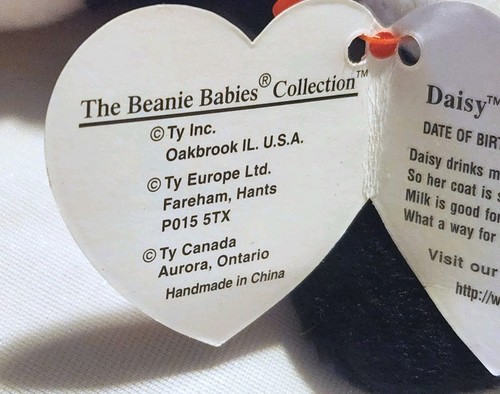 The Beanie Babies® Collection™
© Ty Inc.
Oakbrook IL. U.S.A.
© Ty Europe Ltd.
Fareham, Hants
P015 5TX
© Ty Canada
Aurora, Ontario
Handmade in China
Daisy™
DATE OF BIRT
Daisy drinks m
So her coat is s
Milk is good for
What a way for
Visit our
http://w